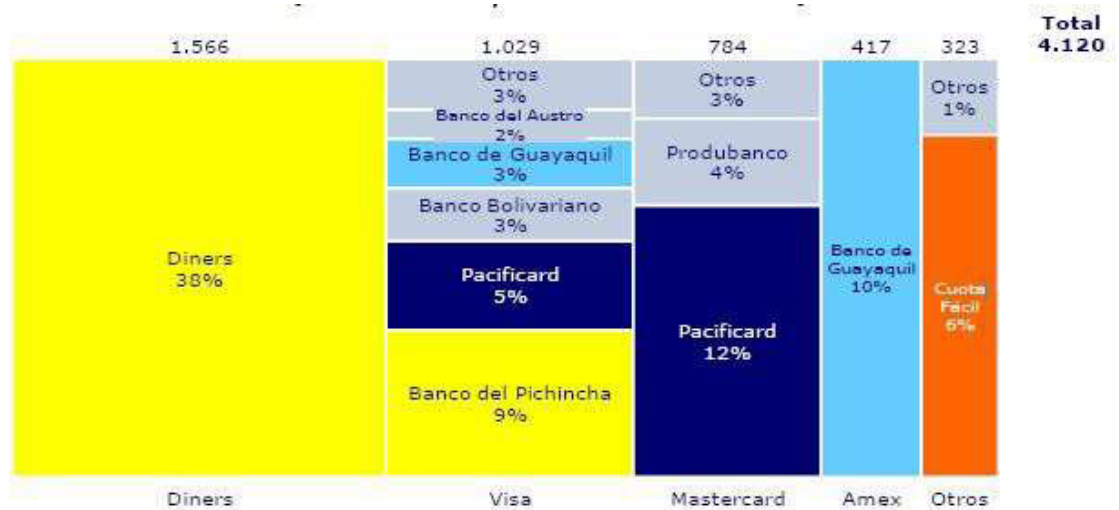 Total
1.566 1.029 784 417 323 4.120
Otros
3%
Banco del Austro
2%
Banco de Guayaquil
3%
Banco Bolivariano
3%
Pacificard
5%
Banco del Pichincha
9%
Diners
38%
Otros
3%
Produbanco
4%
Pacificard
12%
Banco de
Guayaquil
10%
Otros
1%
Cuota
Fácil
6%
Diners Visa Mastercard Amex Otros